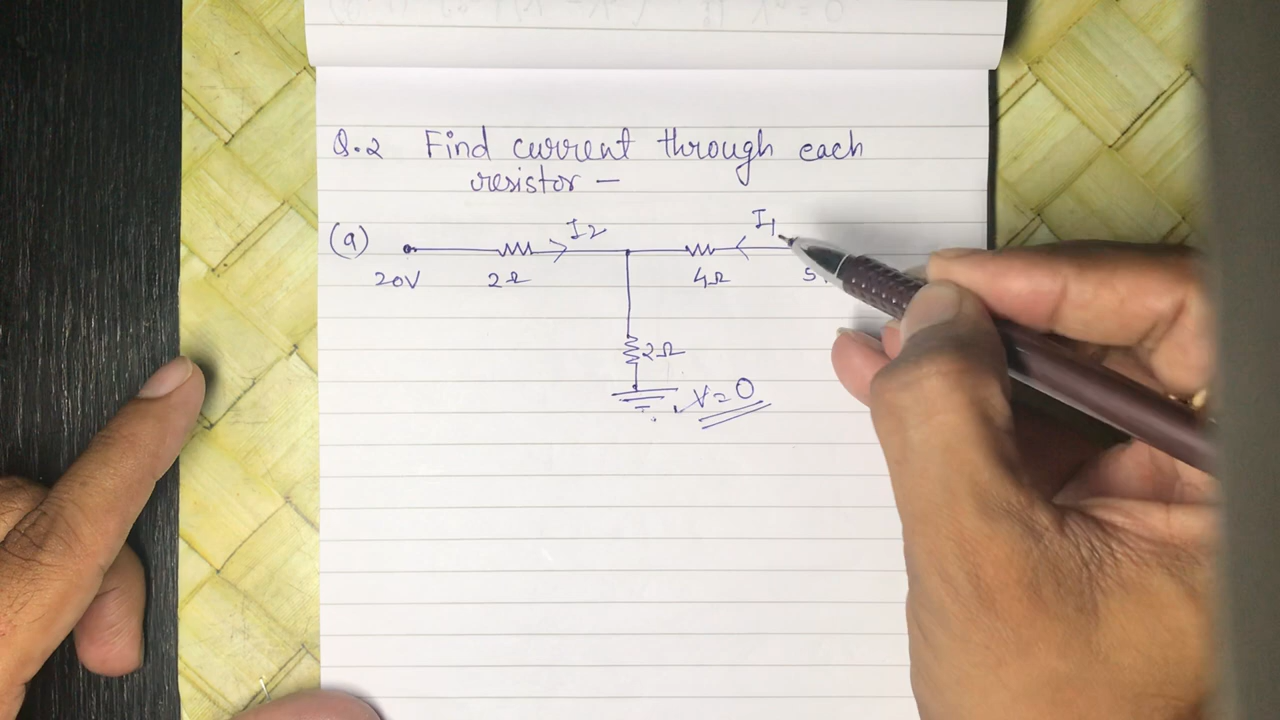 Q.2 Find current through each
resistor —
(a) I2 I1
20V 2Ω 4Ω
2Ω
V=0